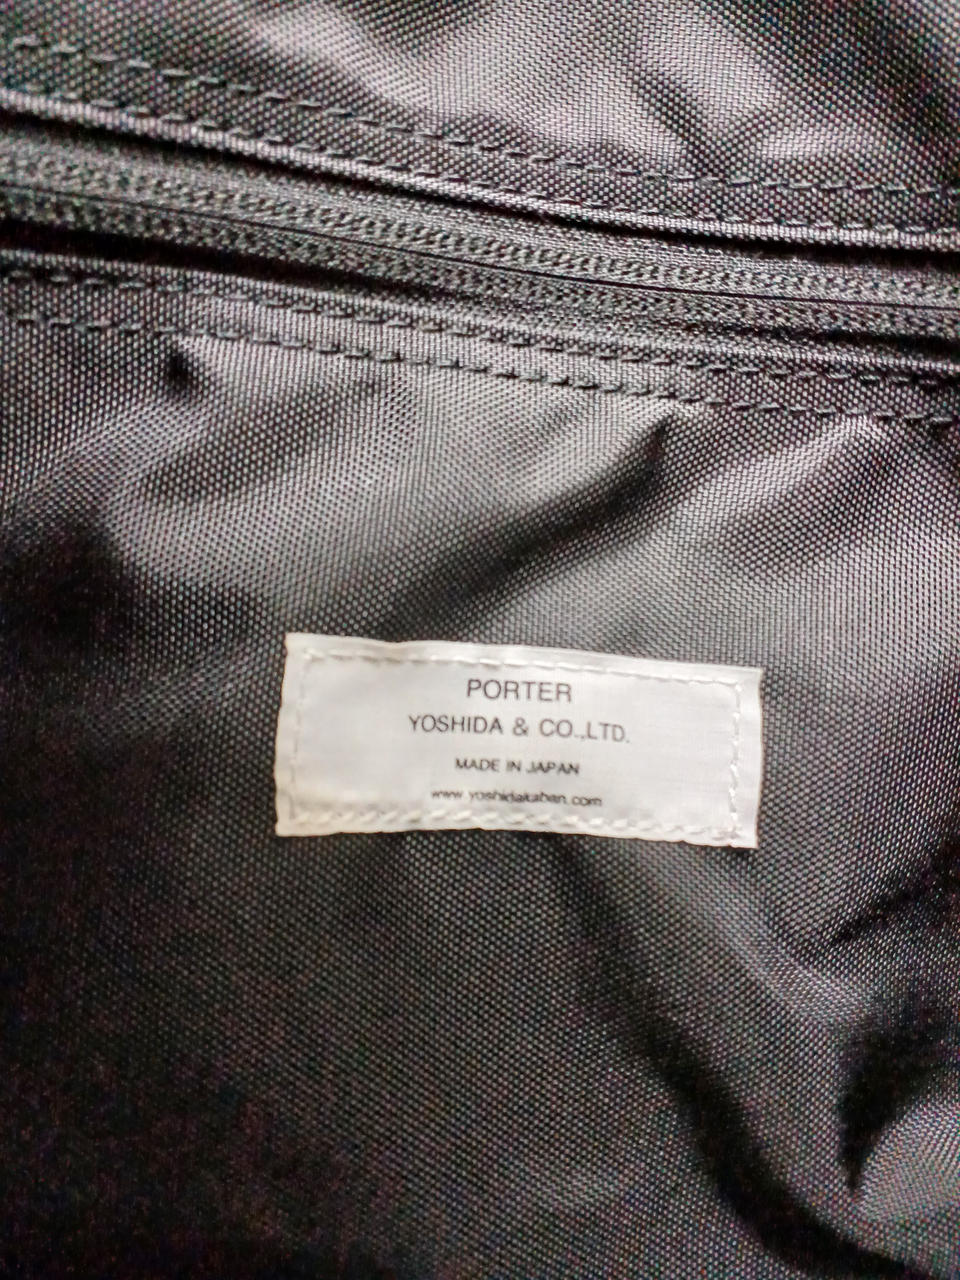 PORTER
YOSHIDA & CO.,LTD.
MADE IN JAPAN
www.yoshidakaban.com